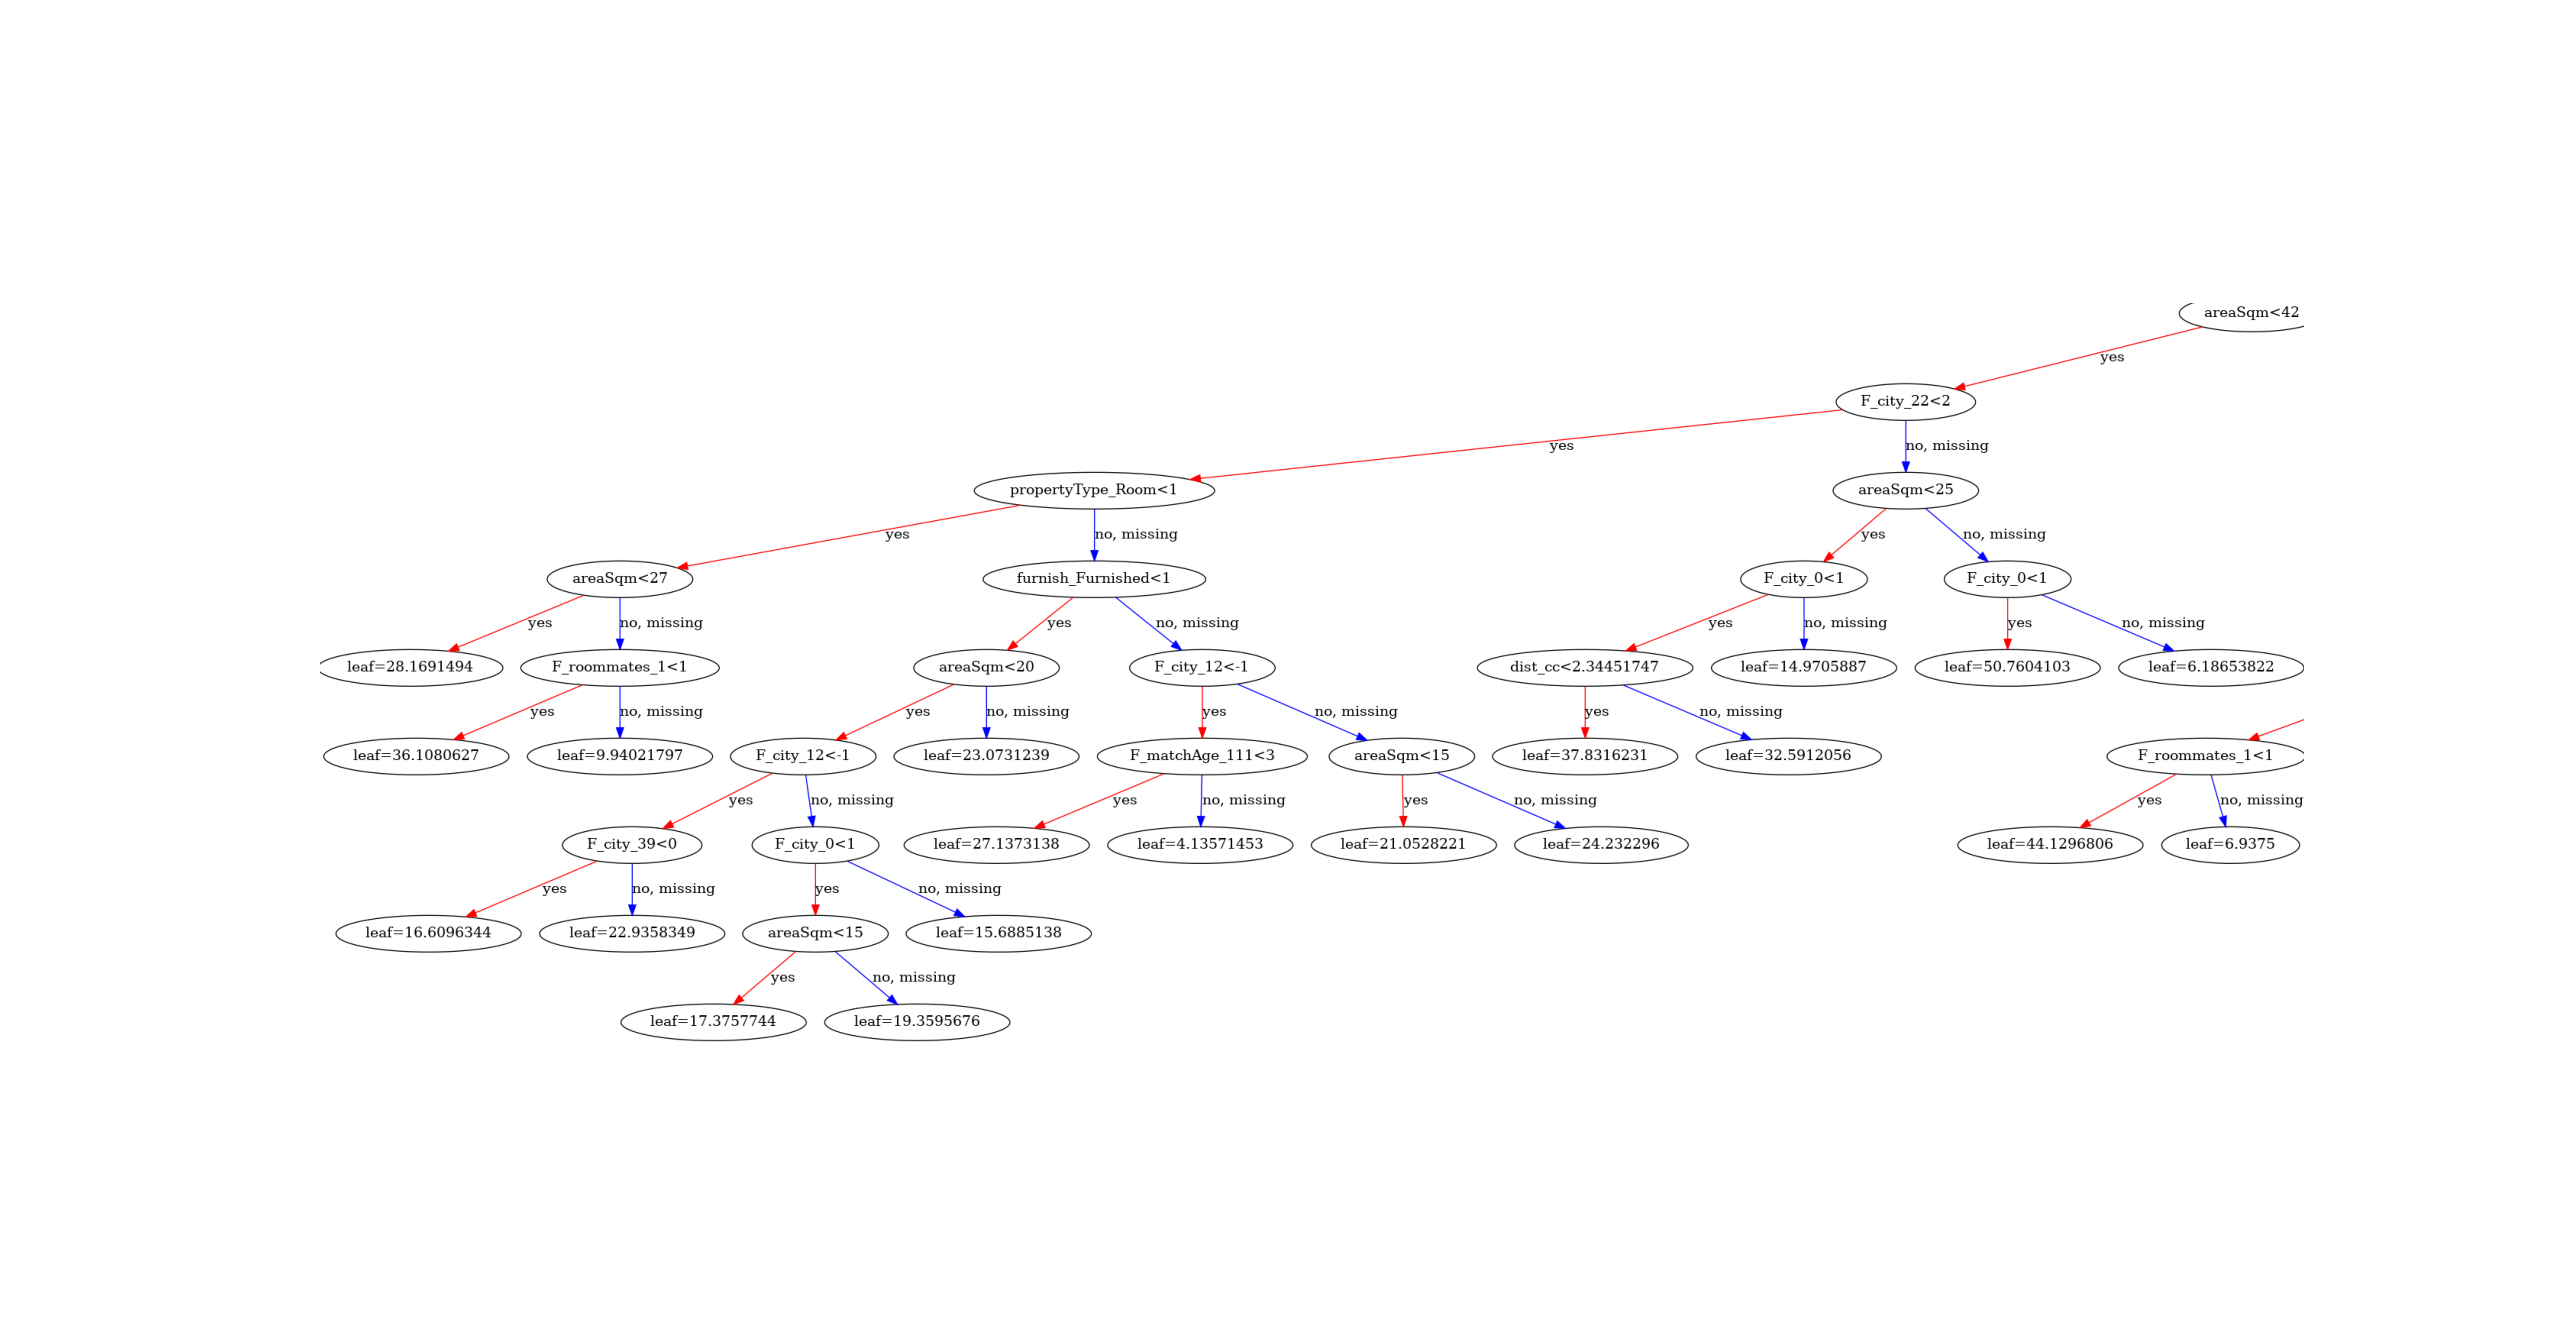 areaSqm<42
yes
F_city_22<2
yes
no, missing
propertyType_Room<1
areaSqm<25
yes
no, missing
yes
no, missing
areaSqm<27
furnish_Furnished<1
F_city_0<1
F_city_0<1
yes
no, missing
yes
no, missing
yes
no, missing
yes
no, missing
leaf=28.1691494
F_roommates_1<1
areaSqm<20
F_city_12<-1
dist_cc<2.34451747
leaf=14.9705887
leaf=50.7604103
leaf=6.18653822
yes
no, missing
yes
no, missing
yes
no, missing
yes
no, missing
leaf=36.1080627
leaf=9.94021797
F_city_12<-1
leaf=23.0731239
F_matchAge_111<3
areaSqm<15
leaf=37.8316231
leaf=32.5912056
F_roommates_1<1
yes
no, missing
yes
no, missing
yes
no, missing
yes
no, missing
F_city_39<0
F_city_0<1
leaf=27.1373138
leaf=4.13571453
leaf=21.0528221
leaf=24.232296
leaf=44.1296806
leaf=6.9375
yes
no, missing
yes
no, missing
leaf=16.6096344
leaf=22.9358349
areaSqm<15
leaf=15.6885138
yes
no, missing
leaf=17.3757744
leaf=19.3595676